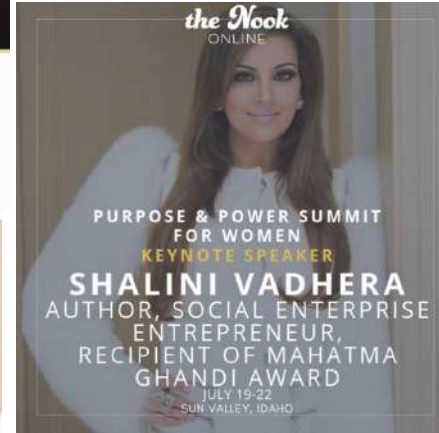 the Nook
ONLINE
PURPOSE & POWER SUMMIT
FOR WOMEN
KEYNOTE SPEAKER
SHALINI VADHERA
AUTHOR, SOCIAL ENTERPRISE
ENTREPRENEUR,
RECIPIENT OF MAHATMA
GHANDI AWARD
JULY 19-22
SUN VALLEY, IDAHO